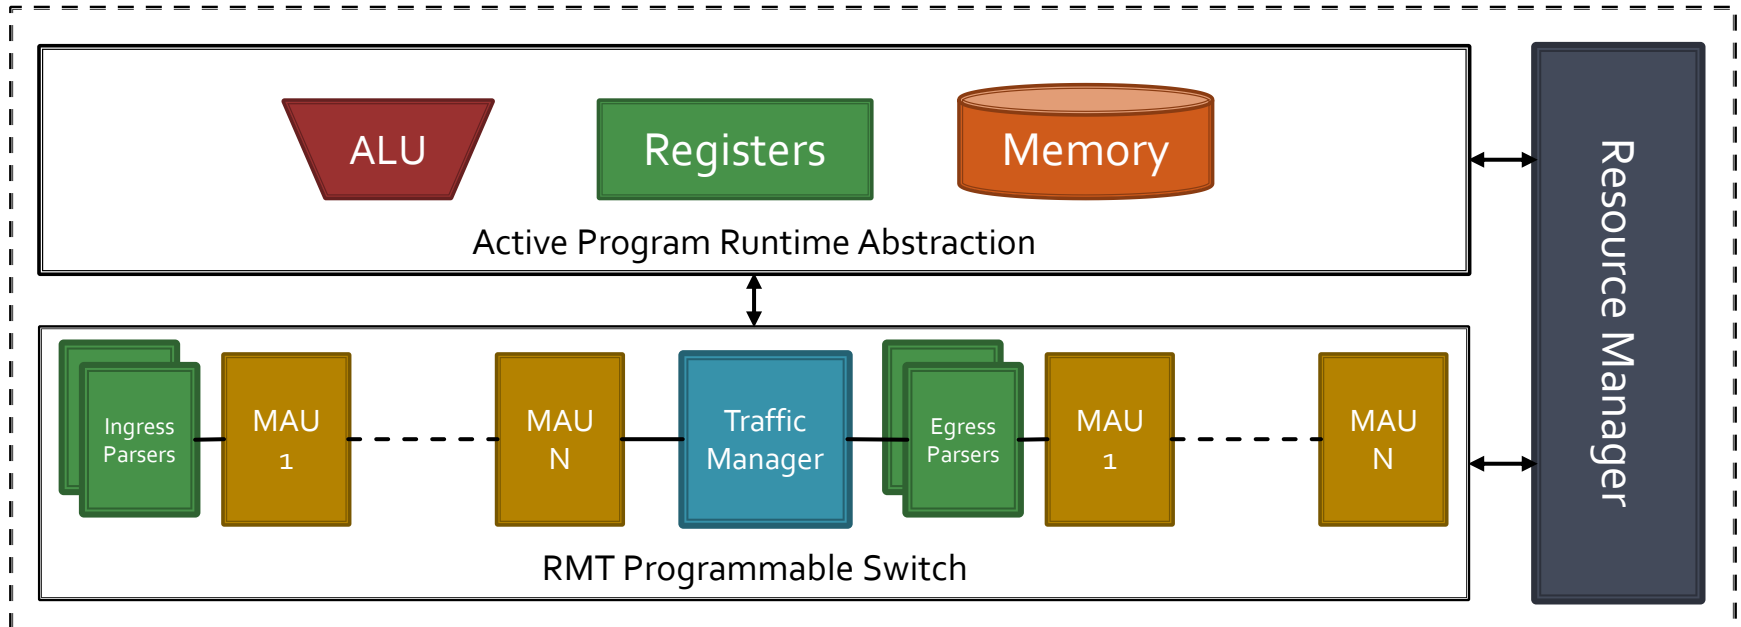 ALU
Registers
Memory
Active Program Runtime Abstraction
Resource Manager
Ingress
Parsers
MAU
1
MAU
N
Traffic
Manager
Egress
Parsers
MAU
1
MAU
N
RMT Programmable Switch